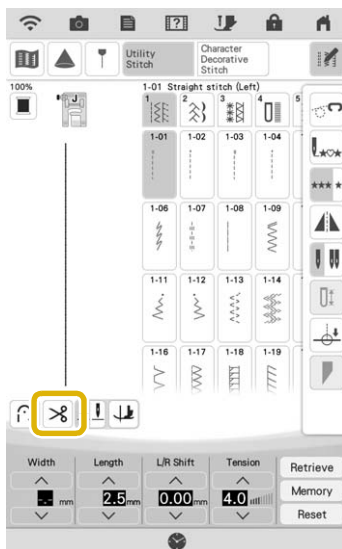 Utility
Stitch
Character
Decorative
Stitch
100%
1-01 Straight stitch (Left)
J
1 2 3 4 5
1-01 1-02 1-03 1-04
1-06 1-07 1-08 1-09
1-11 1-12 1-13 1-14
1-16 1-17 1-18 1-19
Width Length L/R Shift Tension
Retrieve
-.-- mm 2.5 mm 0.00 mm 4.0
Memory
Reset